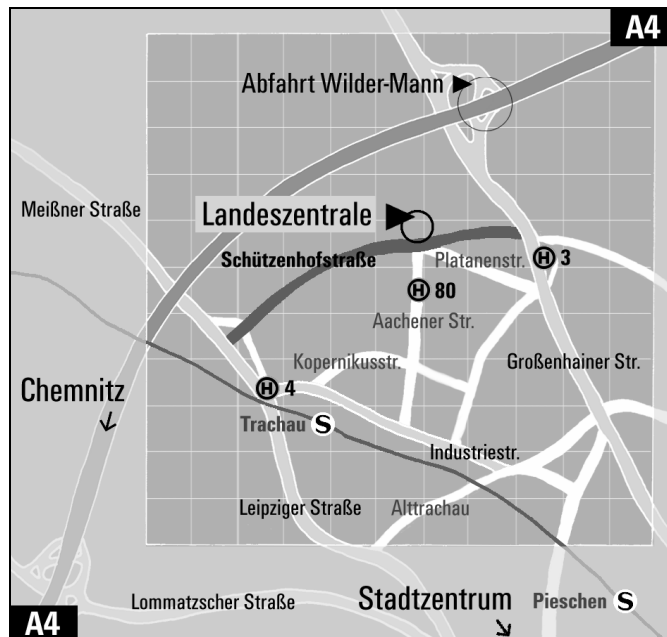 A4
Abfahrt Wilder-Mann
Meißner Straße
Landeszentrale
Schützenhofstraße
Platanenstr.
H 3
H 80
Aachener Str.
Kopernikusstr.
Großenhainer Str.
Chemnitz
H 4
Trachau S
Industriestr.
Leipziger Straße
Alttrachau
Lommatzscher Straße
Stadtzentrum
Pieschen S
A4